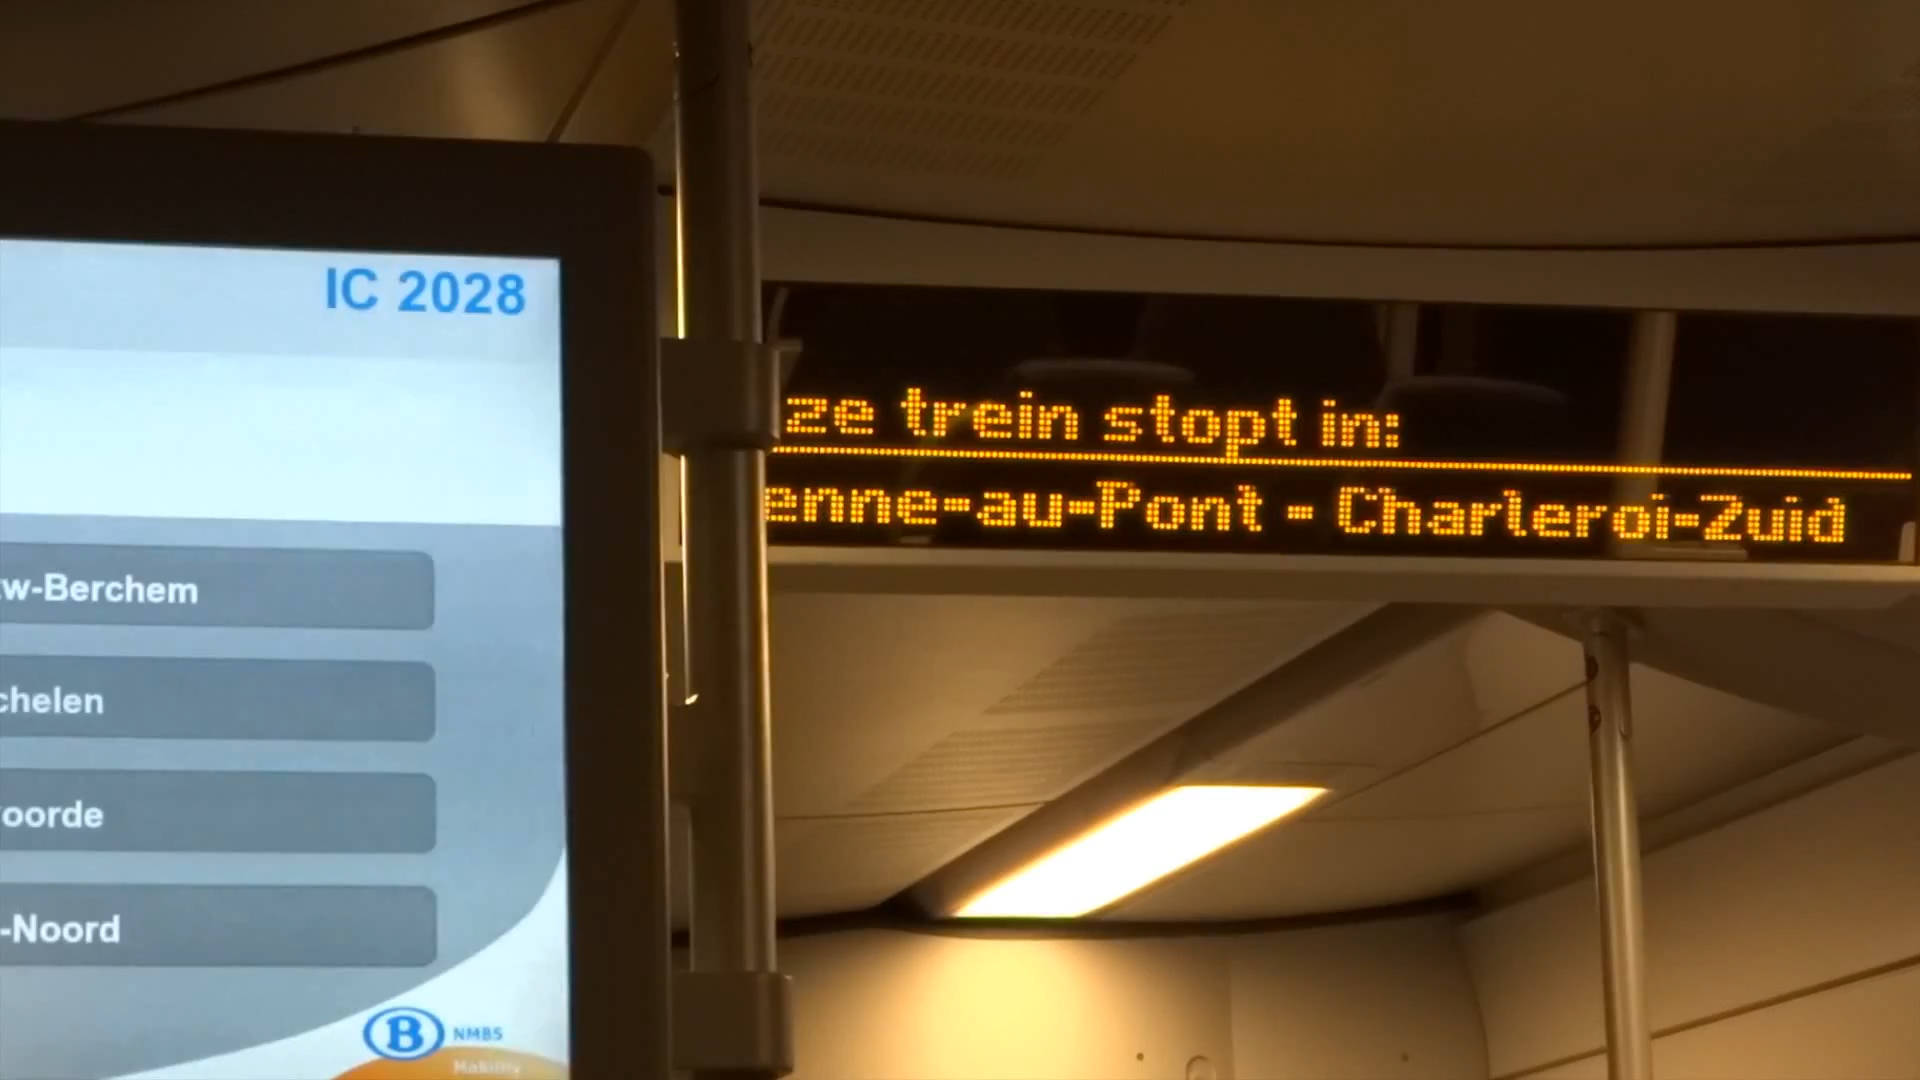 IC 2028
ze trein stopt in:
enne-au-Pont - Charleroi-Zuid
w-Berchem
chelen
oorde
-Noord
B NMBS